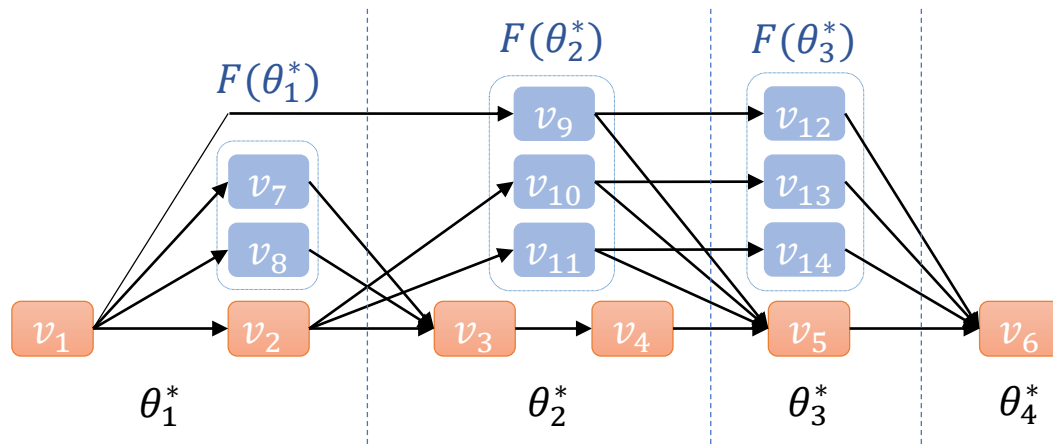 F(θ₁*)
F(θ₂*)
F(θ₃*)
v₉
v₁₂
v₇
v₁₀
v₁₃
v₈
v₁₁
v₁₄
v₁
v₂
v₃
v₄
v₅
v₆
θ₁*
θ₂*
θ₃*
θ₄*